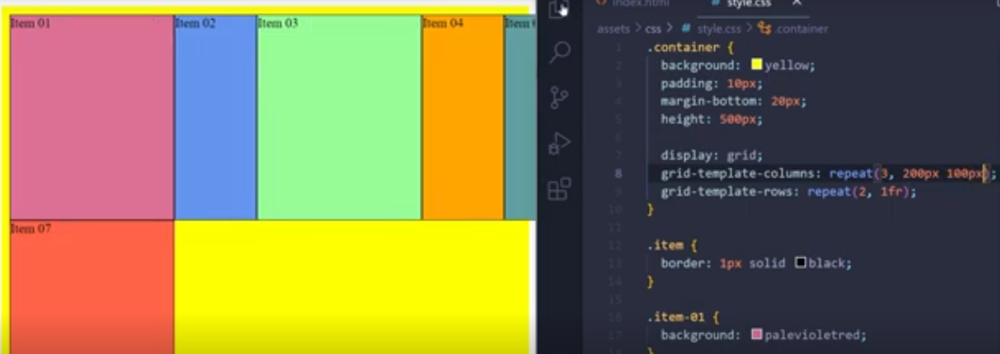 Item 01
Item 02
Item 03
Item 04
Item
Item 07
index.html
# style.css ×
assets > css > # style.css > .container
1 .container {
2 background: yellow;
3 padding: 10px;
4 margin-bottom: 20px;
5 height: 500px;
6
7 display: grid;
8 grid-template-columns: repeat(3, 200px 100px);
9 grid-template-rows: repeat(2, 1fr);
10 }
11
12 .item {
13 border: 1px solid black;
14 }
15
16 .item-01 {
17 background: palevioletred;
18 }